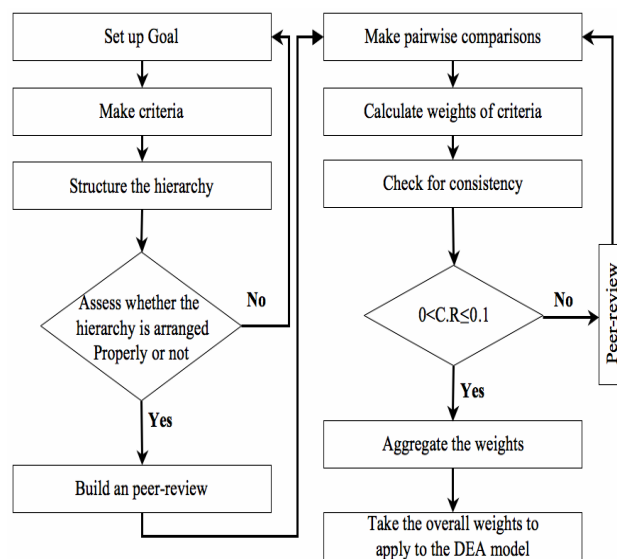 Set up Goal
Make criteria
Structure the hierarchy
Assess whether the
hierarchy is arranged
Properly or not
No
Yes
Build an peer-review
Make pairwise comparisons
Calculate weights of criteria
Check for consistency
0<C.R≤0.1
No
Peer-review
Yes
Aggregate the weights
Take the overall weights to
apply to the DEA model